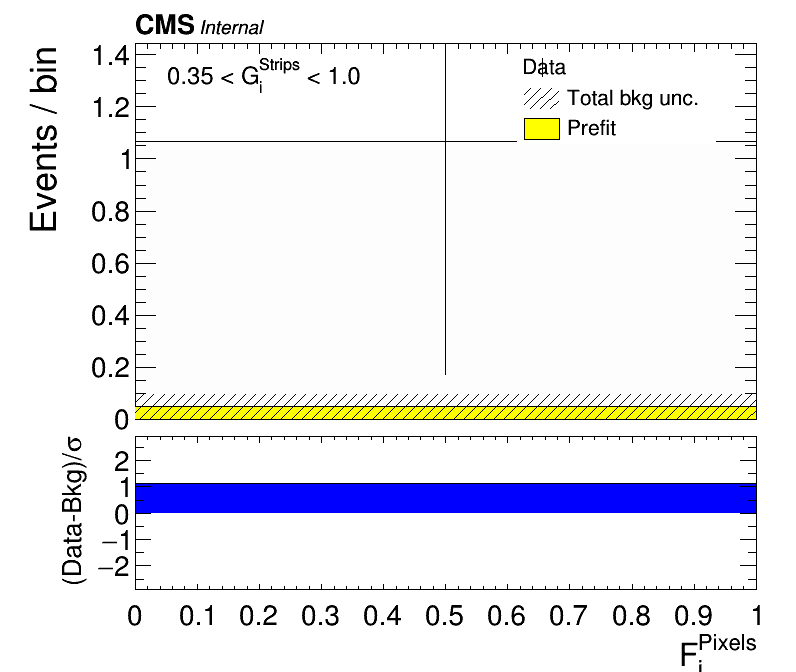 CMS Internal
Events / bin
0.35 < G_i^Strips < 1.0
Data
Total bkg unc.
Prefit
1.4
1.2
1
0.8
0.6
0.4
0.2
0
(Data-Bkg)/σ
2
1
0
−1
−2
0 0.1 0.2 0.3 0.4 0.5 0.6 0.7 0.8 0.9 1
F_i^Pixels